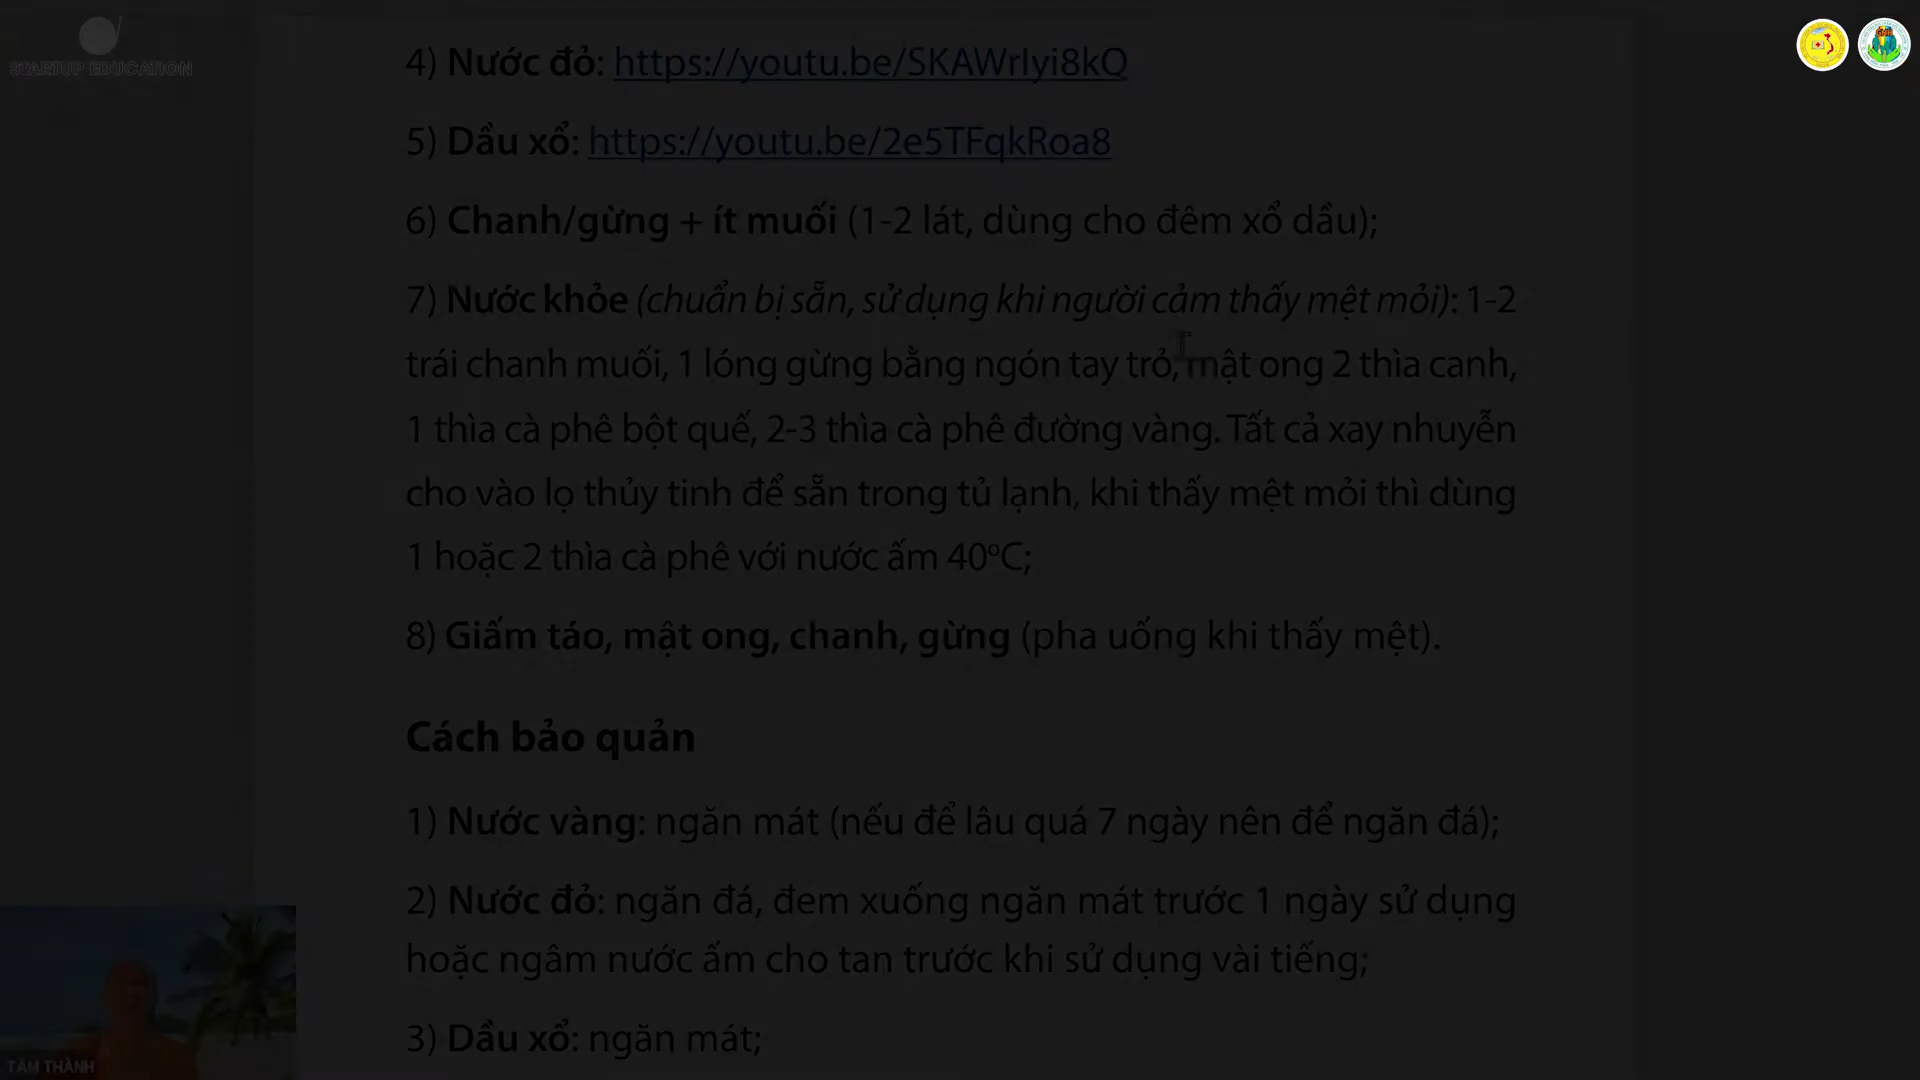 STARTUP EDUCATION
4) Nước đỏ: https://youtu.be/SKAWrIyi8kQ
5) Dầu xổ: https://youtu.be/2e5TFqkRoa8
6) Chanh/gừng + ít muối (1-2 lát, dùng cho đêm xổ dầu);
7) Nước khỏe (chuẩn bị sẵn, sử dụng khi người cảm thấy mệt mỏi): 1-2
trái chanh muối, 1 lóng gừng bằng ngón tay trỏ, mật ong 2 thìa canh,
1 thìa cà phê bột quế, 2-3 thìa cà phê đường vàng. Tất cả xay nhuyễn
cho vào lọ thủy tinh để sẵn trong tủ lạnh, khi thấy mệt mỏi thì dùng
1 hoặc 2 thìa cà phê với nước ấm 40ºC;
8) Giấm táo, mật ong, chanh, gừng (pha uống khi thấy mệt).
Cách bảo quản
1) Nước vàng: ngăn mát (nếu để lâu quá 7 ngày nên để ngăn đá);
2) Nước đỏ: ngăn đá, đem xuống ngăn mát trước 1 ngày sử dụng
hoặc ngâm nước ấm cho tan trước khi sử dụng vài tiếng;
3) Dầu xổ: ngăn mát;
TÂM THÀNH